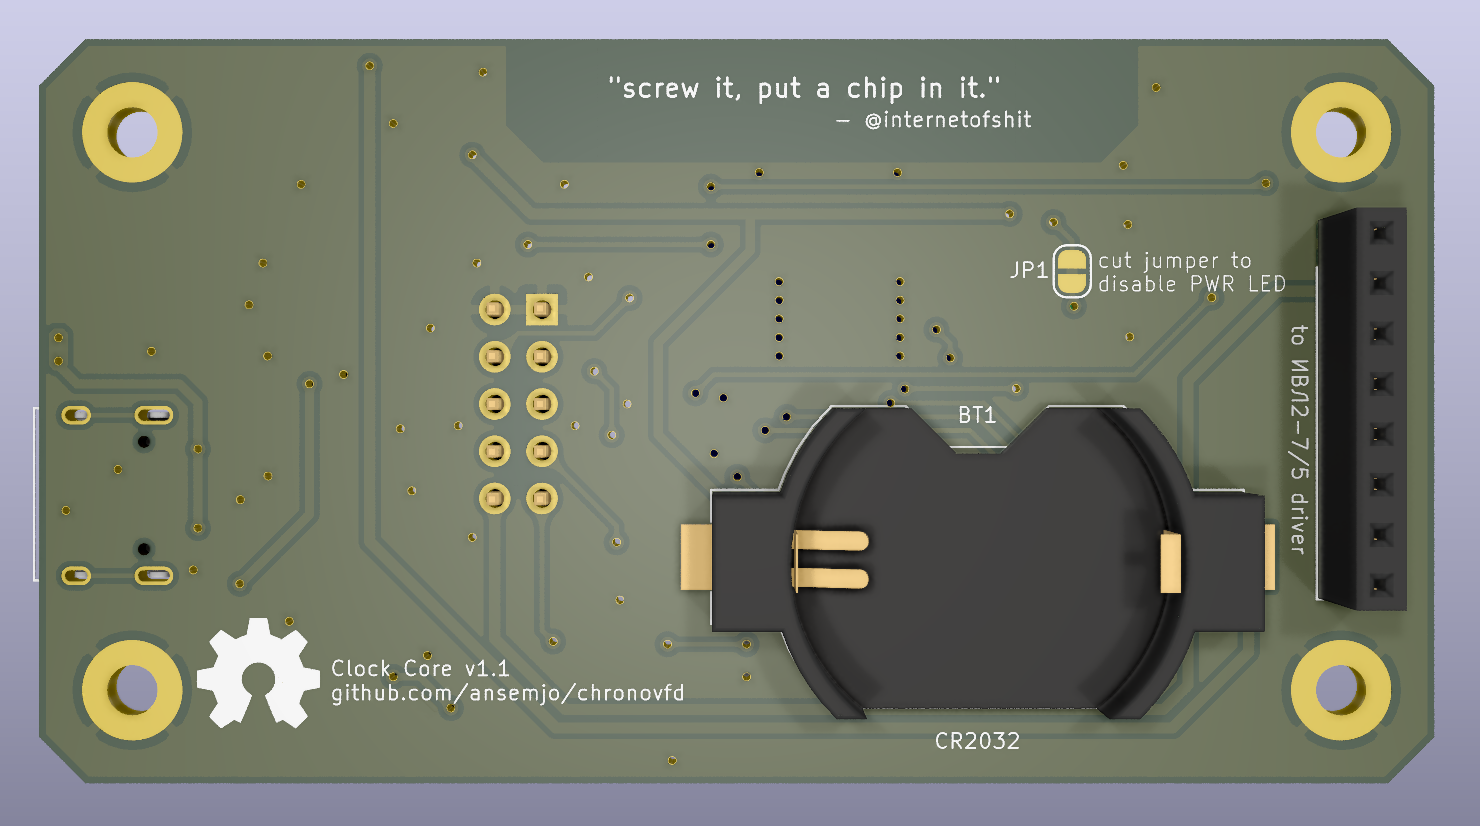 "screw it, put a chip in it."
— @internetofshit
JP1
cut jumper to
disable PWR LED
to ИВЛ2-7/5 driver
BT1
Clock Core v1.1
github.com/ansemjo/chronovfd
CR2032